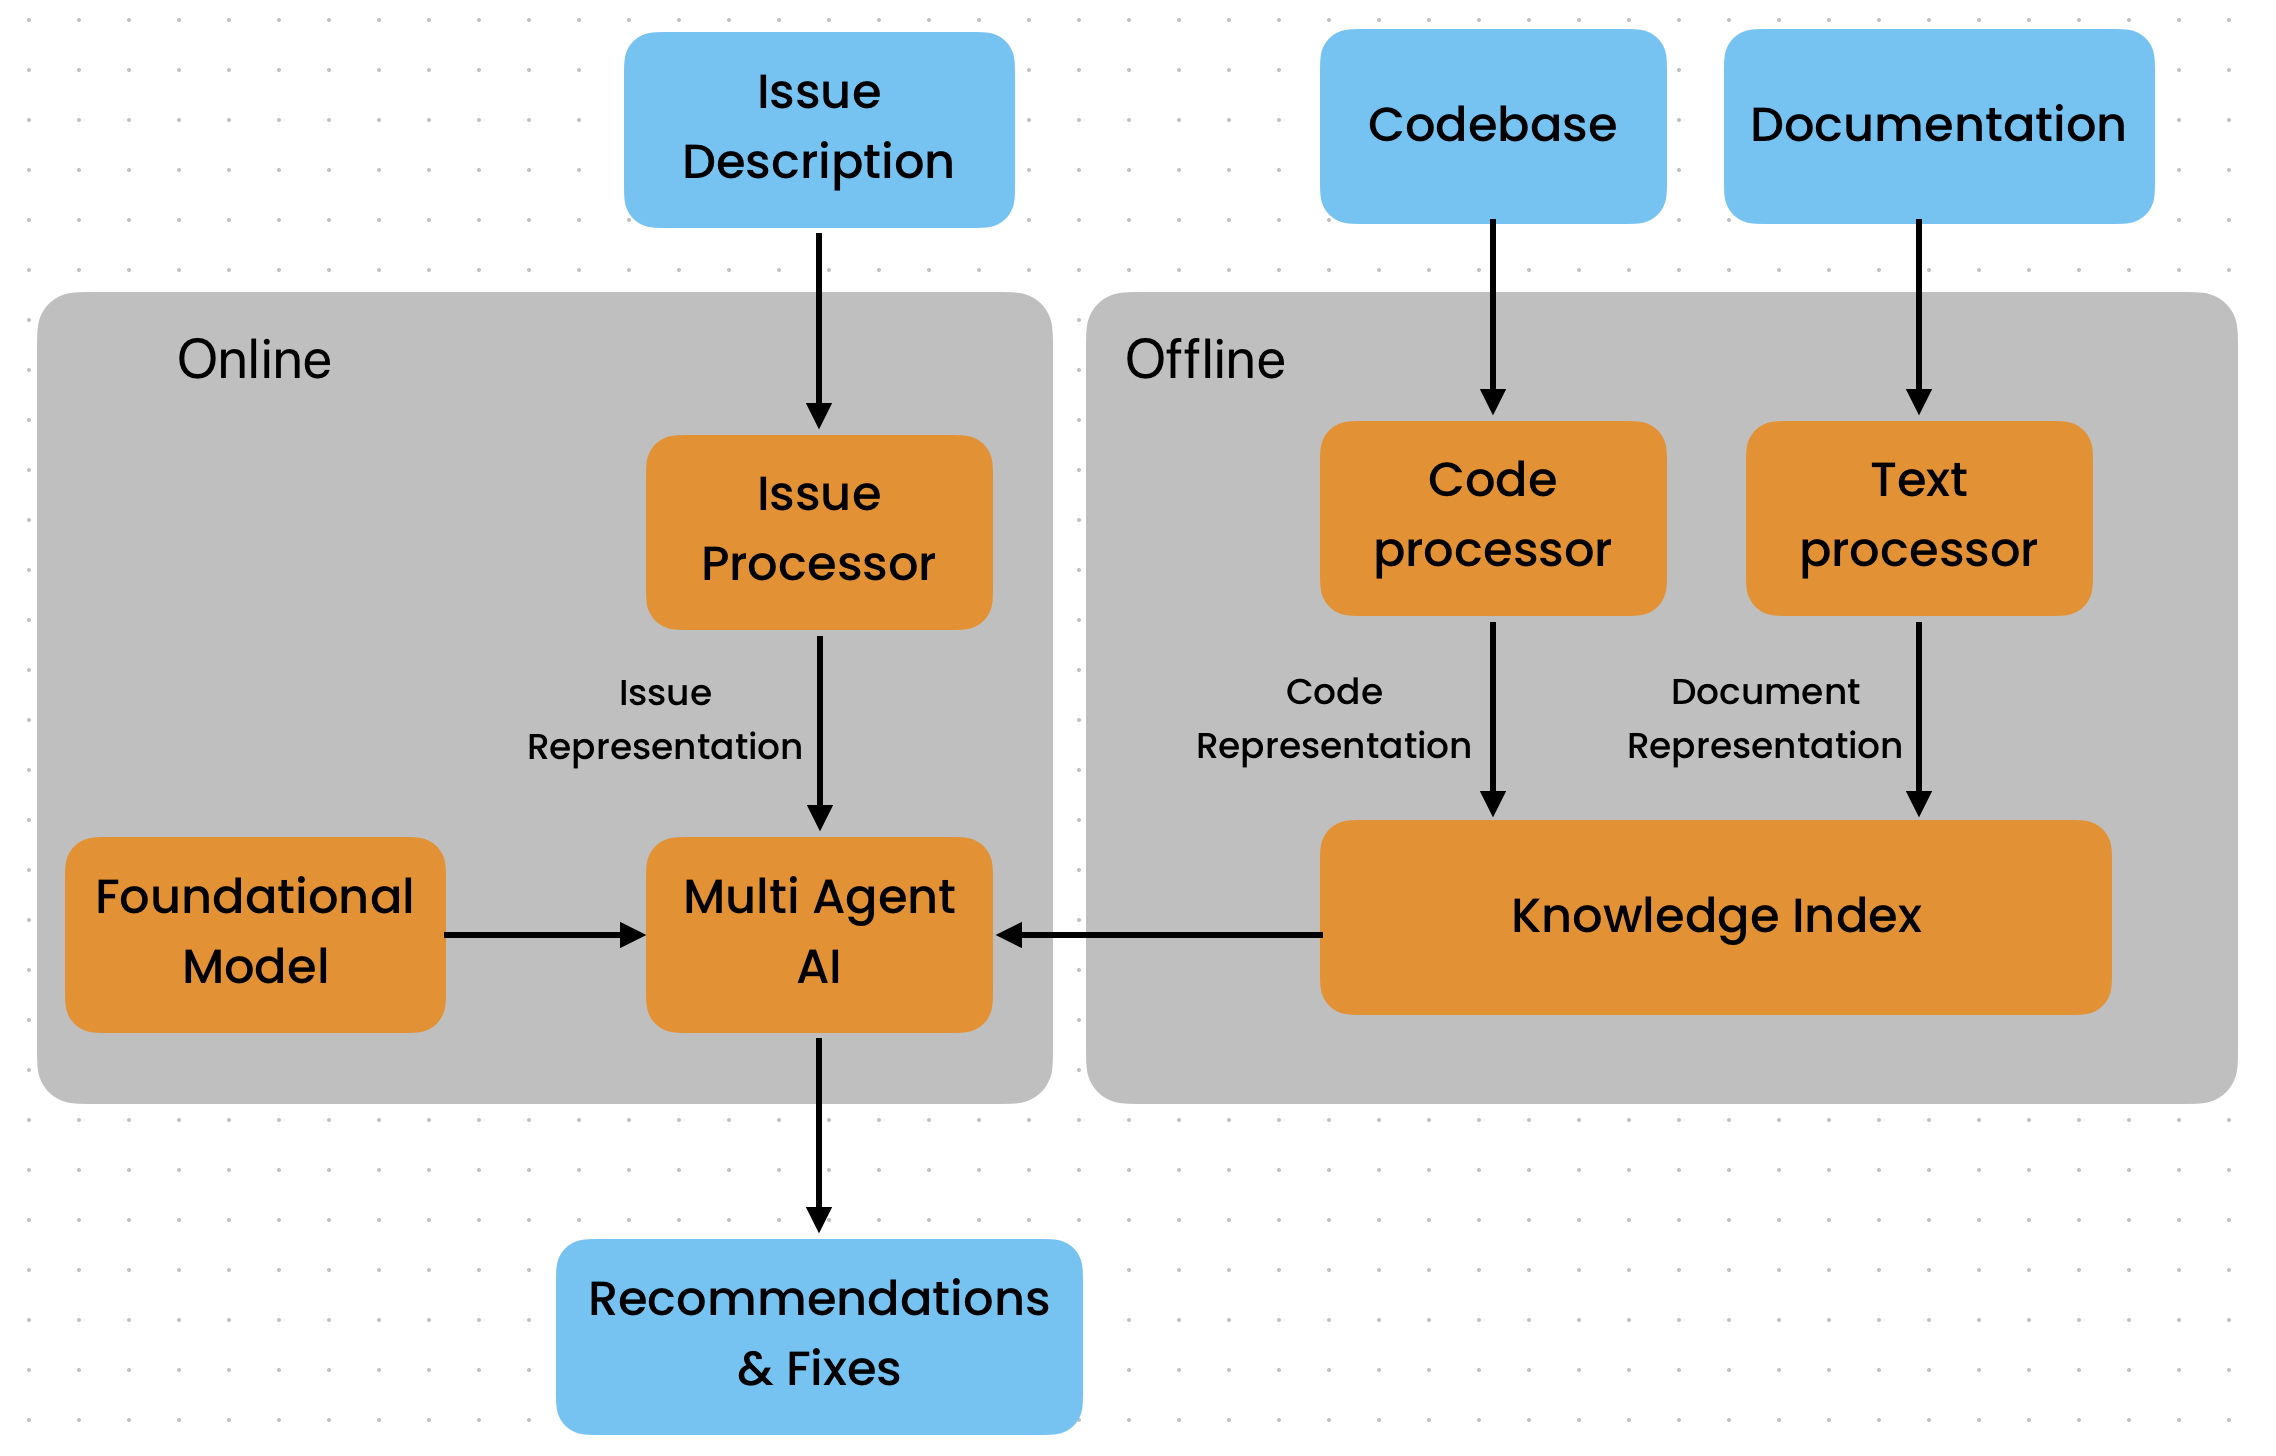 Issue
Description
Codebase
Documentation
Online
Offline
Issue
Processor
Code
processor
Text
processor
Issue
Representation
Code
Representation
Document
Representation
Foundational
Model
Multi Agent
AI
Knowledge Index
Recommendations
& Fixes